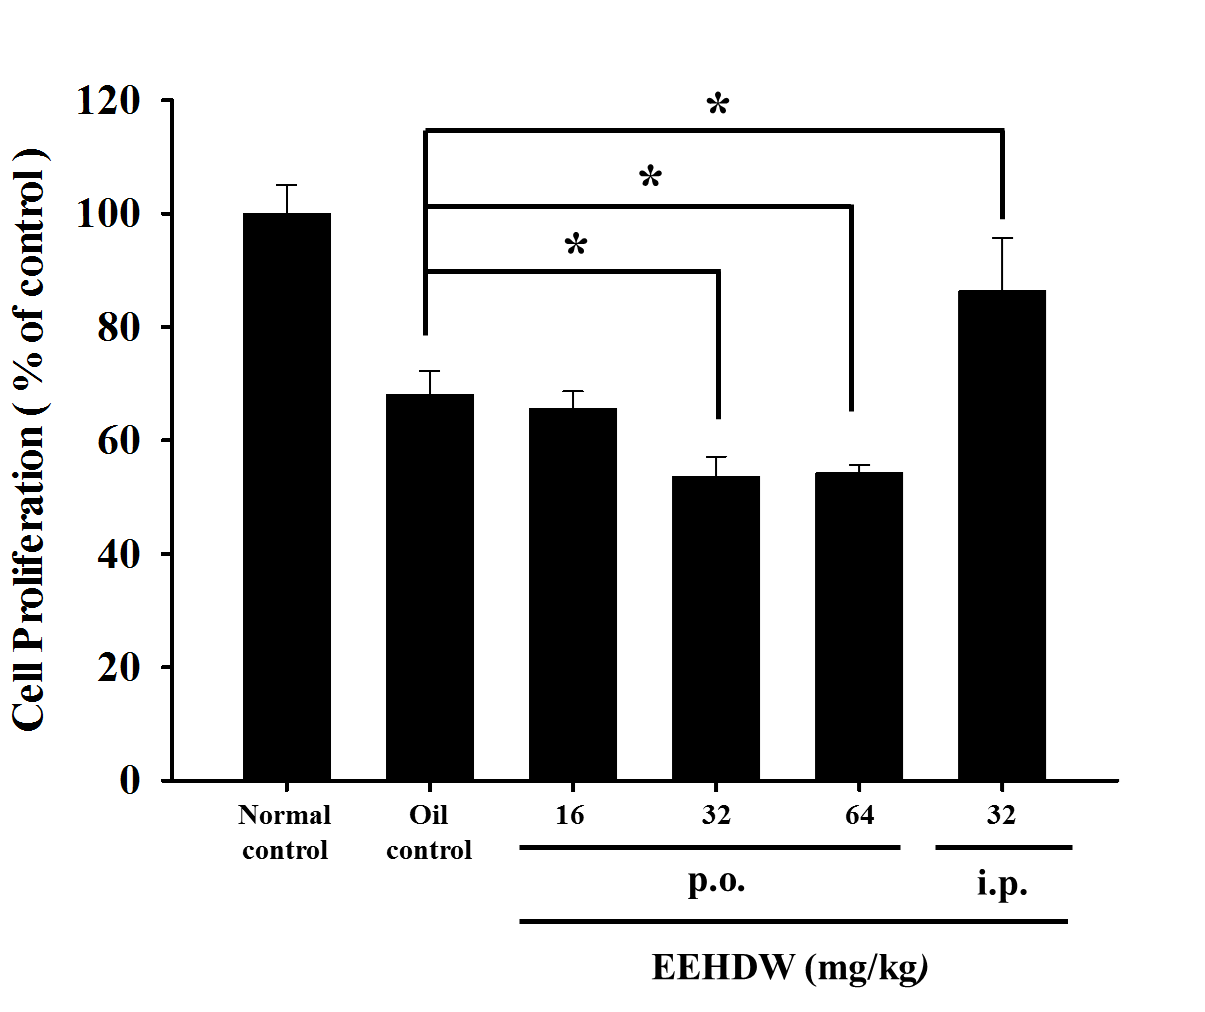 Cell Proliferation ( % of control )
120
100
80
60
40
20
0
*
*
*
Normal control
Oil control
16
32
64
32
p.o.
i.p.
EEHDW (mg/kg)